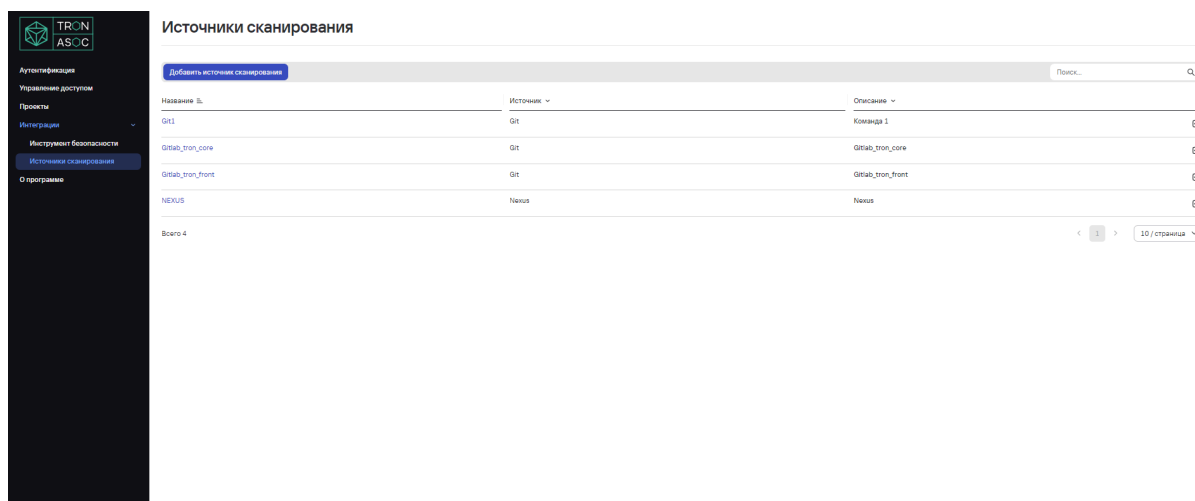 TRON
ASOC
Аутентификация
Управление доступом
Проекты
Интеграции
Инструмент безопасности
Источники сканирования
О программе
Источники сканирования
Добавить источник сканирования
Поиск...
Название Источник Описание
Git1 Git Команда 1
Gitlab_tron_core Git Gitlab_tron_core
Gitlab_tron_front Git Gitlab_tron_front
NEXUS Nexus Nexus
Всего 4
1
10 / страница